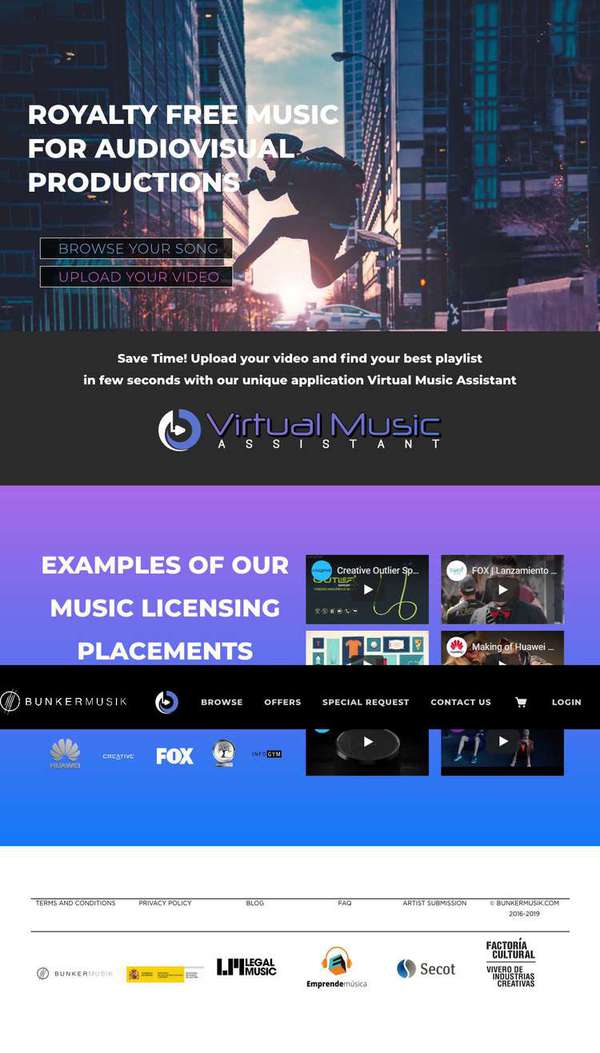 ROYALTY FREE MUSIC
FOR AUDIOVISUAL
PRODUCTIONS
BROWSE YOUR SONG
UPLOAD YOUR VIDEO
Save Time! Upload your video and find your best playlist
in few seconds with our unique application Virtual Music Assistant
Virtual Music
ASSISTANT
EXAMPLES OF OUR
MUSIC LICENSING
PLACEMENTS
Creative Outlier Sp...
FOX | Lanzamiento ...
Making of Huawei ...
BUNKERMUSIK
BROWSE
OFFERS
SPECIAL REQUEST
CONTACT US
LOGIN
HUAWEI
CREATIVE
FOX
INFOGYM
TERMS AND CONDITIONS
PRIVACY POLICY
BLOG
FAQ
ARTIST SUBMISSION
© BUNKERMUSIK.COM
2016-2019
BUNKERMUSIK
LM LEGAL
MUSIC
Emprendemúsica
Secot
FACTORÍA
CULTURAL
VIVERO DE
INDUSTRIAS
CREATIVAS